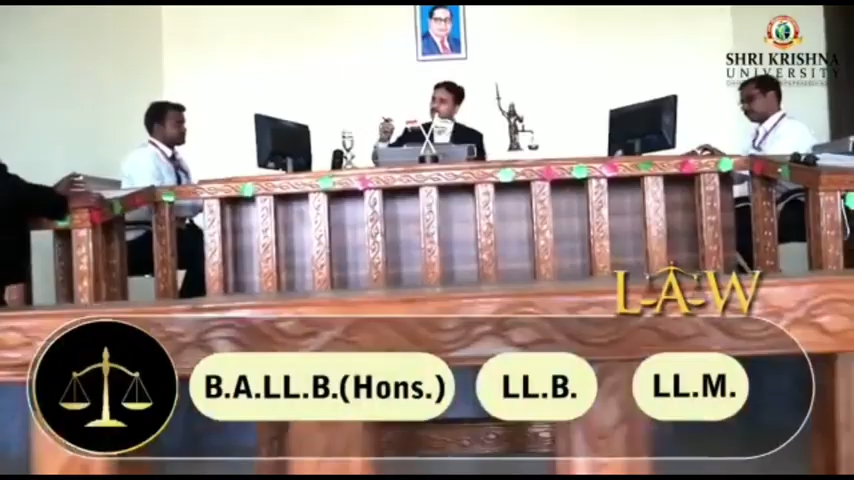 SHRI KRISHNA
UNIVERSITY
LAW
B.A.LL.B.(Hons.)
LL.B.
LL.M.